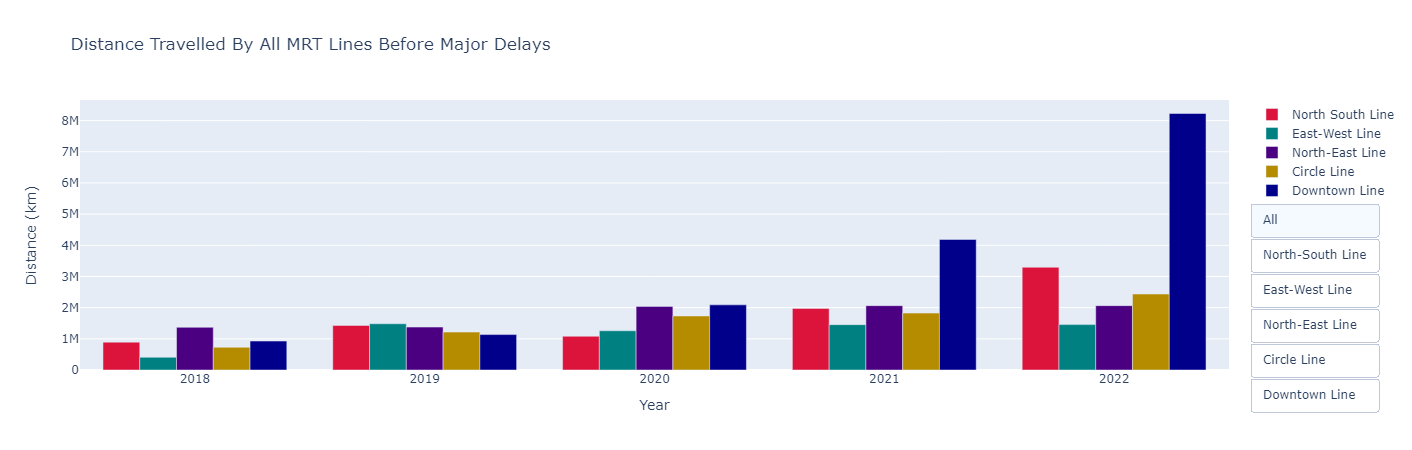 Distance Travelled By All MRT Lines Before Major Delays
Distance (km)
8M
7M
6M
5M
4M
3M
2M
1M
0
2018
2019
2020
2021
2022
Year
North South Line
East-West Line
North-East Line
Circle Line
Downtown Line
All
North-South Line
East-West Line
North-East Line
Circle Line
Downtown Line